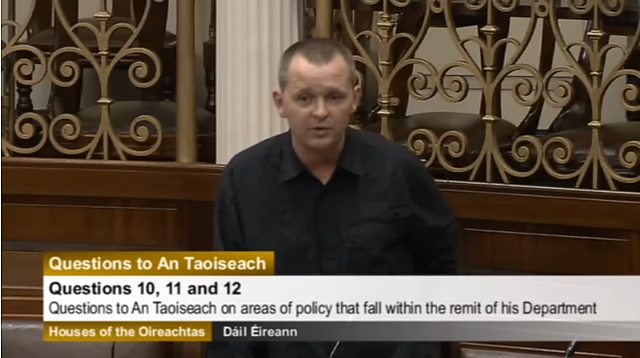 Questions to An Taoiseach
Questions 10, 11 and 12
Questions to An Taoiseach on areas of policy that fall within the remit of his Department
Houses of the Oireachtas Dáil Éireann